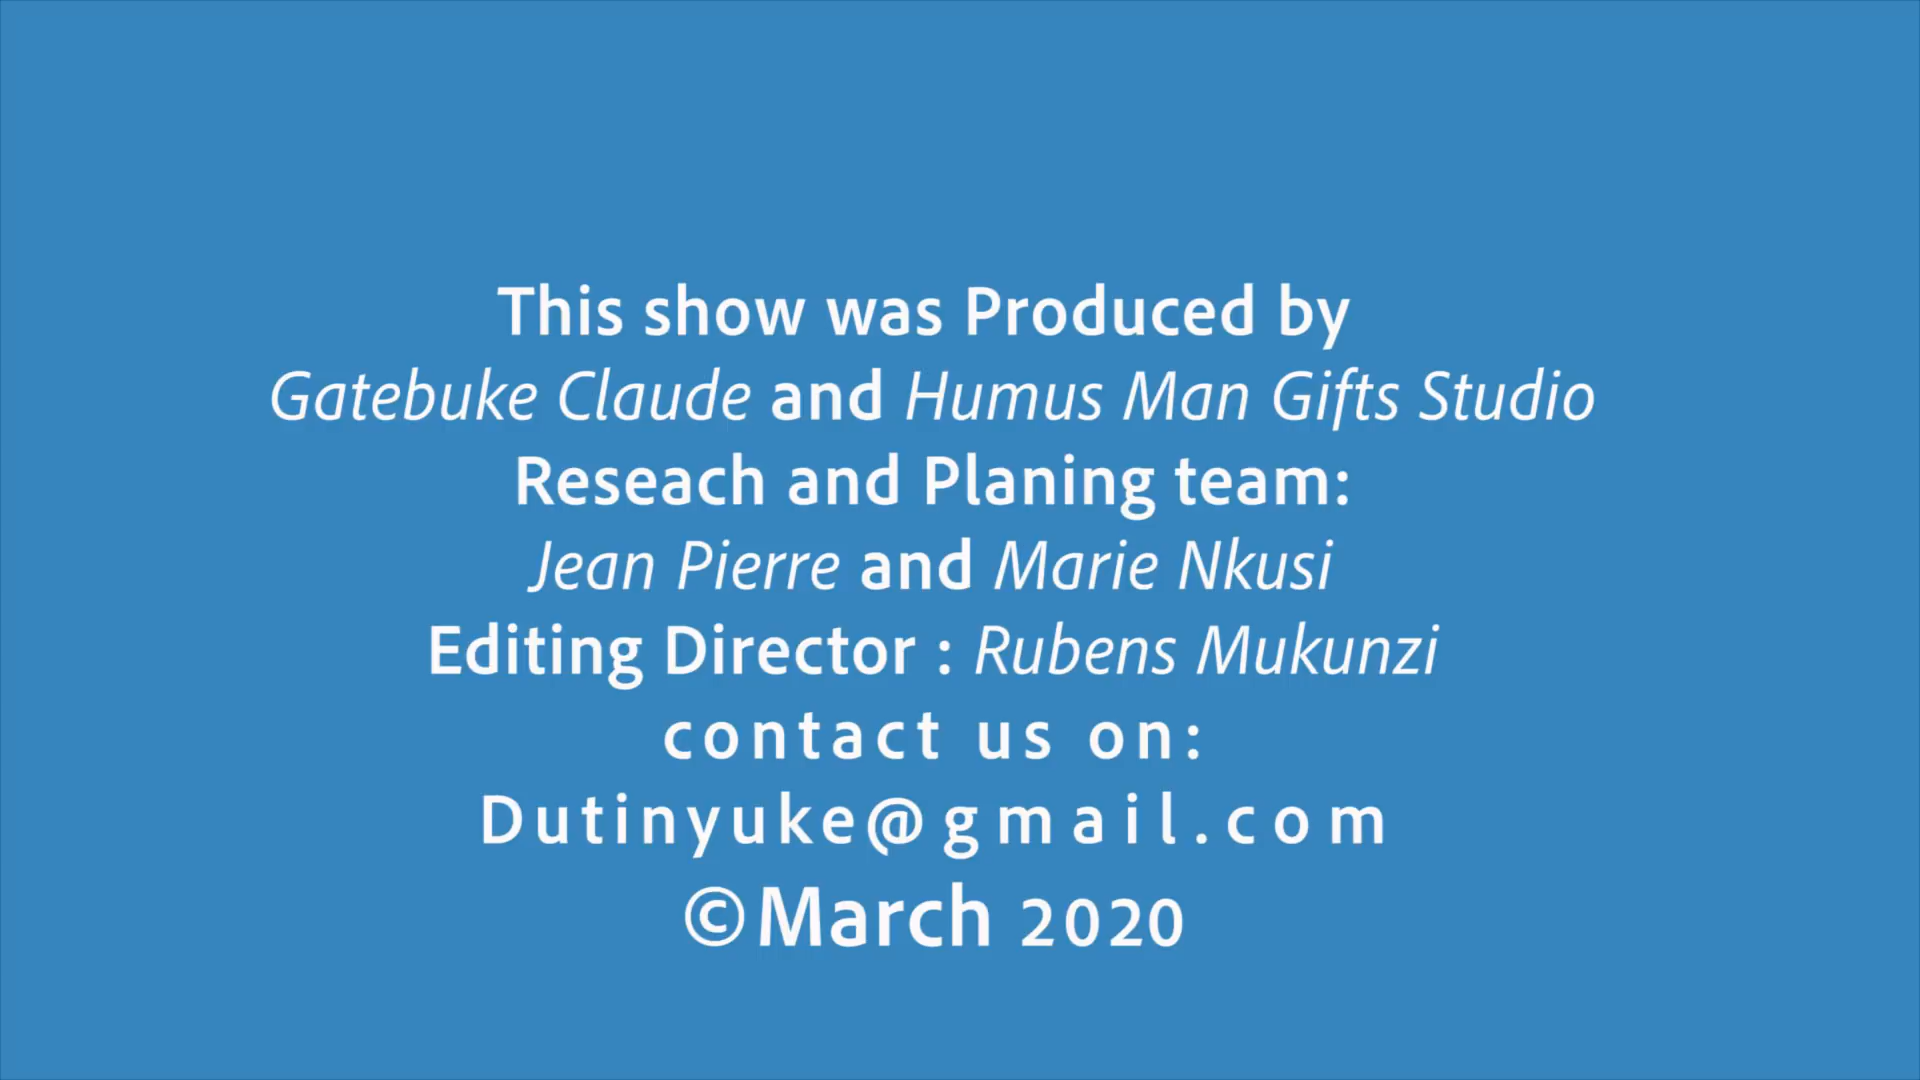 This show was Produced by
Gatebuke Claude and Humus Man Gifts Studio
Reseach and Planing team:
Jean Pierre and Marie Nkusi
Editing Director : Rubens Mukunzi
contact us on:
Dutinyuke@gmail.com
©March 2020